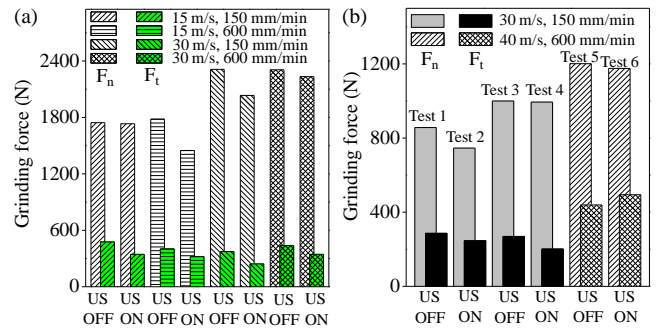 (a)
15 m/s, 150 mm/min
15 m/s, 600 mm/min
30 m/s, 150 mm/min
30 m/s, 600 mm/min
Fn Ft
Grinding force (N)
2400
1800
1200
600
0
US US US US US US US US
OFF ON OFF ON OFF ON OFF ON
(b)
30 m/s, 150 mm/min
40 m/s, 600 mm/min
Fn Ft
Test 5
Test 6
Test 3
Test 4
Test 1
Test 2
Grinding force (N)
1200
800
400
0
US US US US US US
OFF ON OFF ON OFF ON